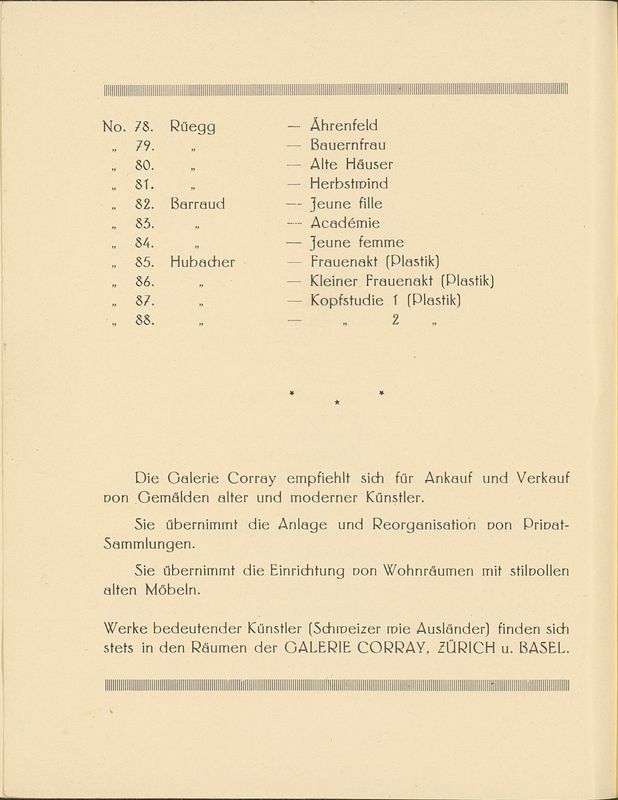 No. 78. Rüegg — Ährenfeld
„ 79. „ — Bauernfrau
„ 80. „ — Alte Häuser
„ 81. „ — Herbstwind
„ 82. Barraud — Jeune fille
„ 83. „ — Académie
„ 84. „ — Jeune femme
„ 85. Hubacher — Frauenakt (Plastik)
„ 86. „ — Kleiner Frauenakt (Plastik)
„ 87. „ — Kopfstudie 1 (Plastik)
„ 88. „ — „ 2 „
* * *
Die Galerie Corray empfiehlt sich für Ankauf und Verkauf
von Gemälden alter und moderner Künstler.
Sie übernimmt die Anlage und Reorganisation von Privat-
Sammlungen.
Sie übernimmt die Einrichtung von Wohnräumen mit stilvollen
alten Möbeln.
Werke bedeutender Künstler (Schweizer wie Ausländer) finden sich
stets in den Räumen der GALERIE CORRAY, ZÜRICH u. BASEL.